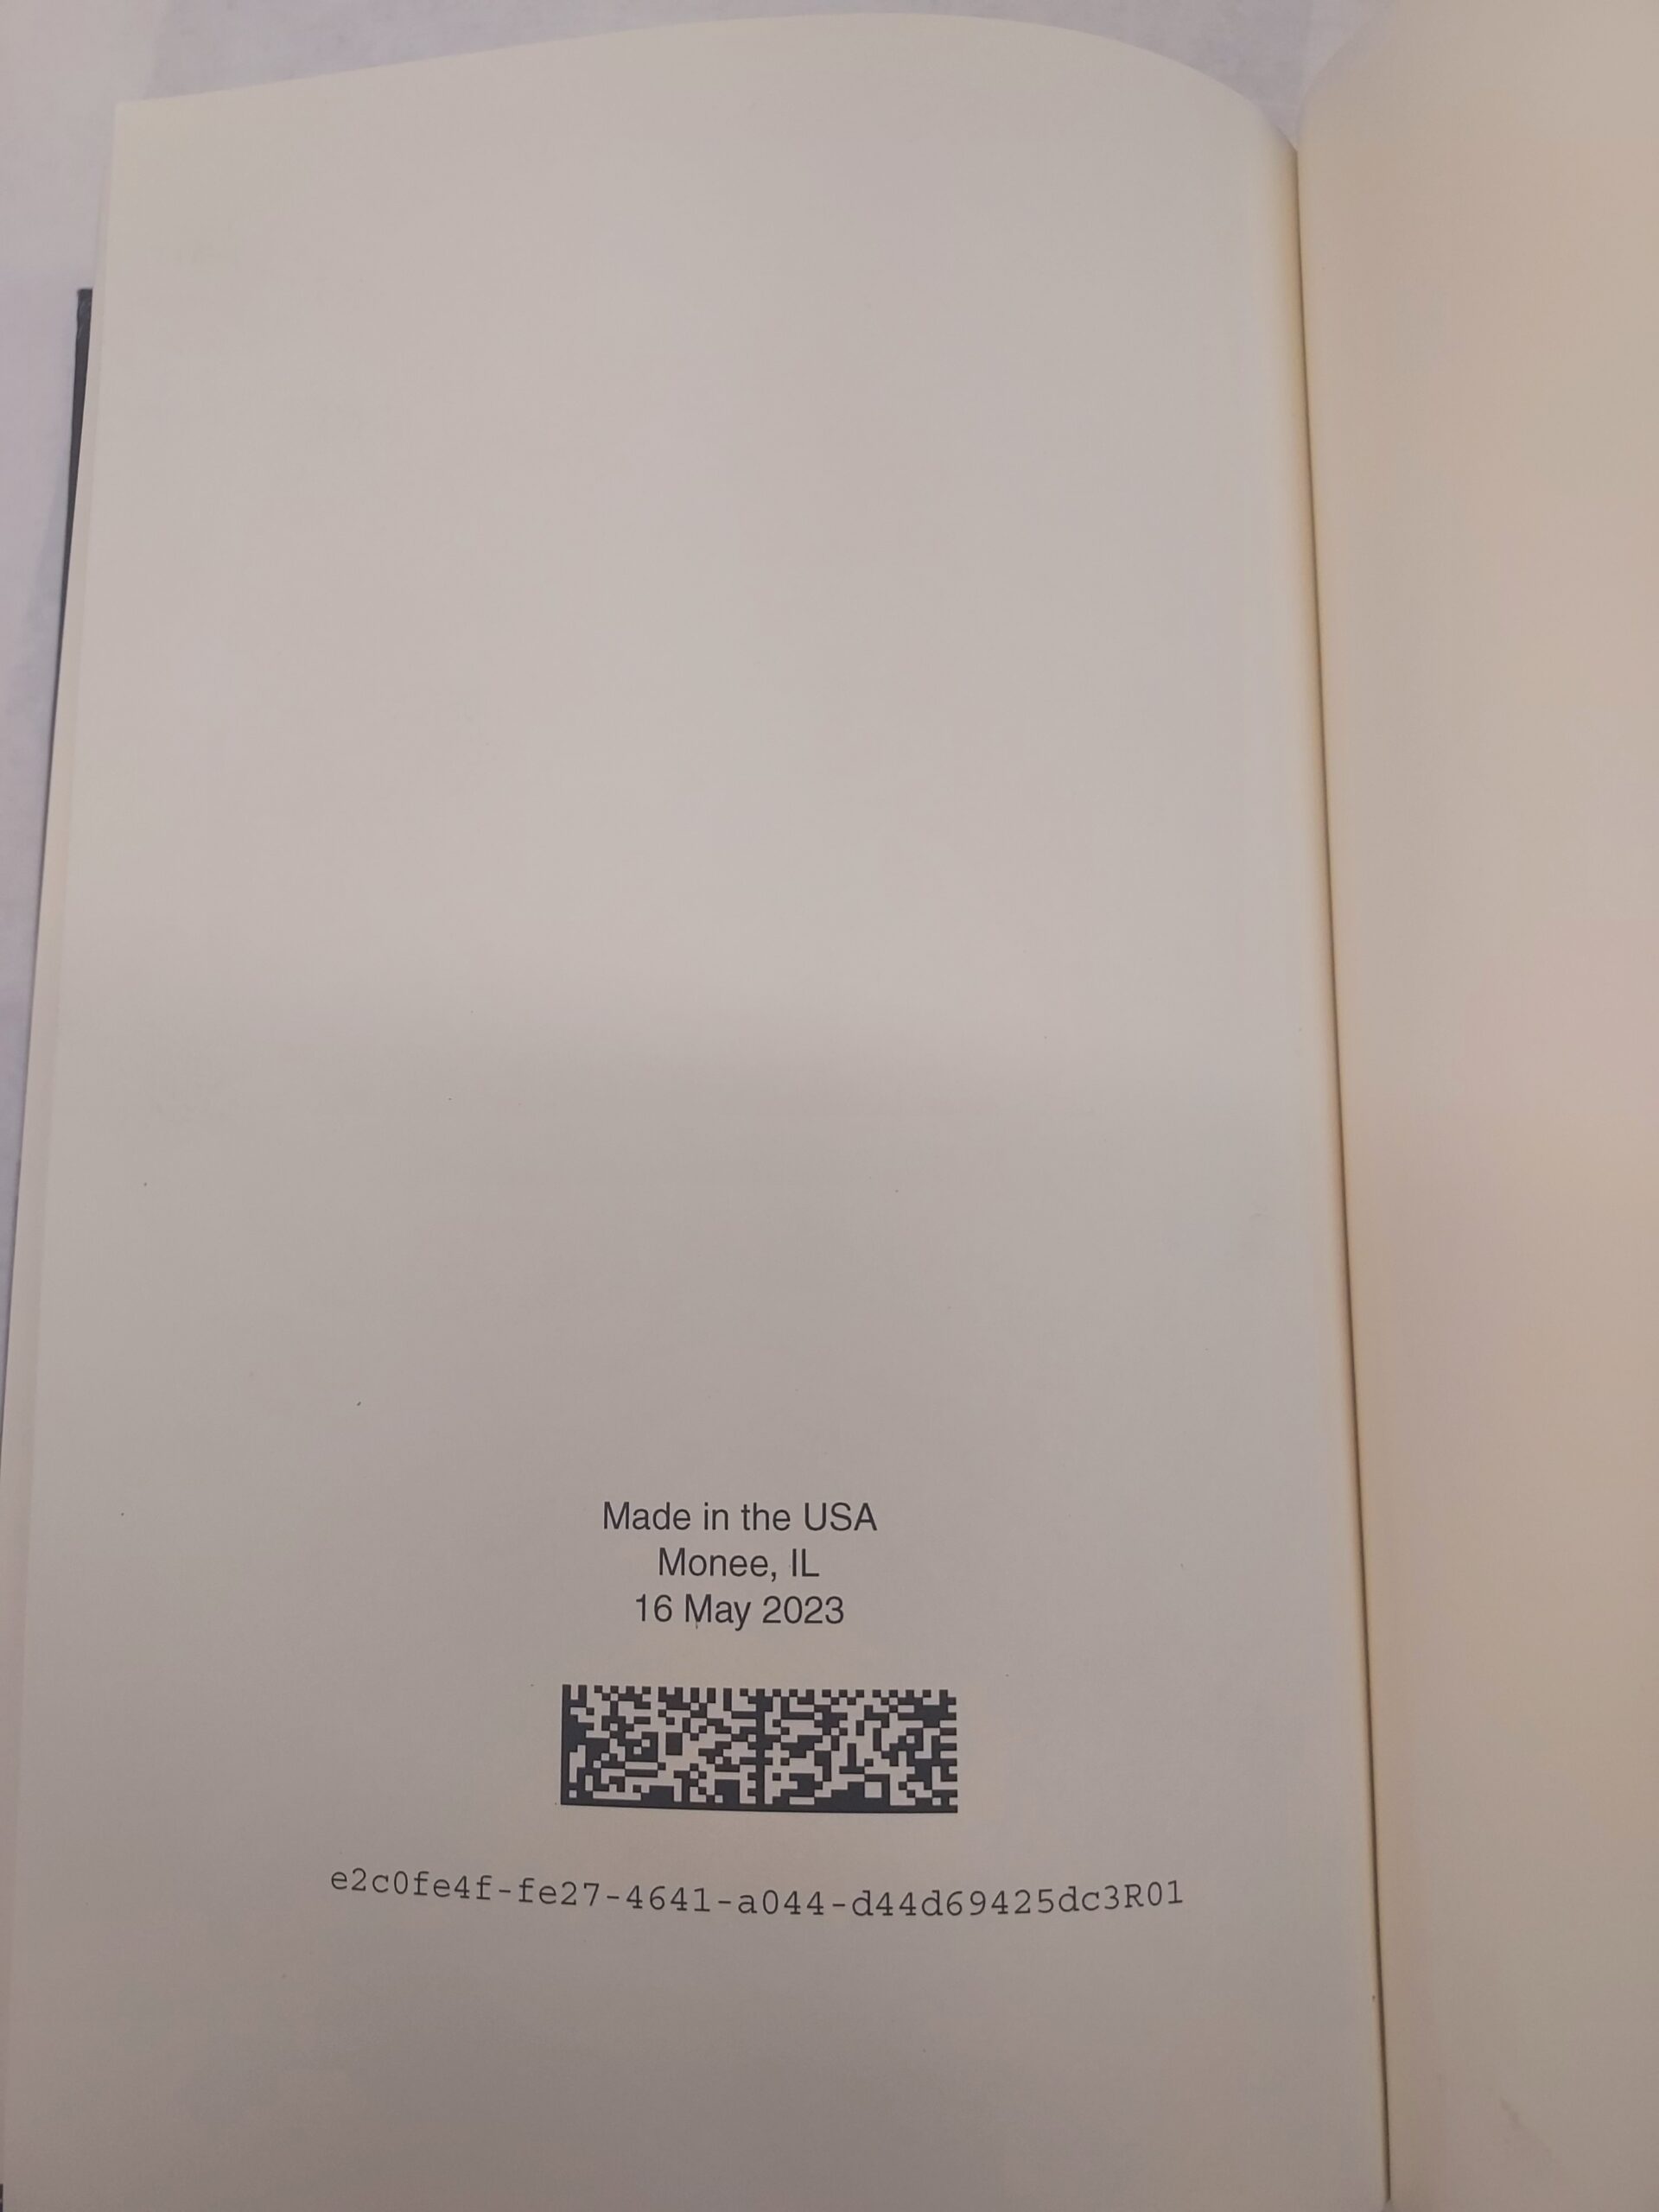 Made in the USA
Monee, IL
16 May 2023
e2c0fe4f-fe27-4641-a044-d44d69425dc3R01